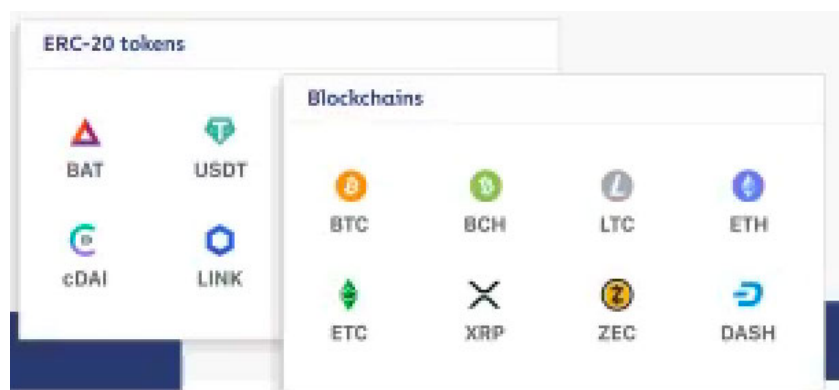 ERC-20 tokens
BAT USDT
cDAI LINK
Blockchains
BTC BCH LTC ETH
ETC XRP ZEC DASH